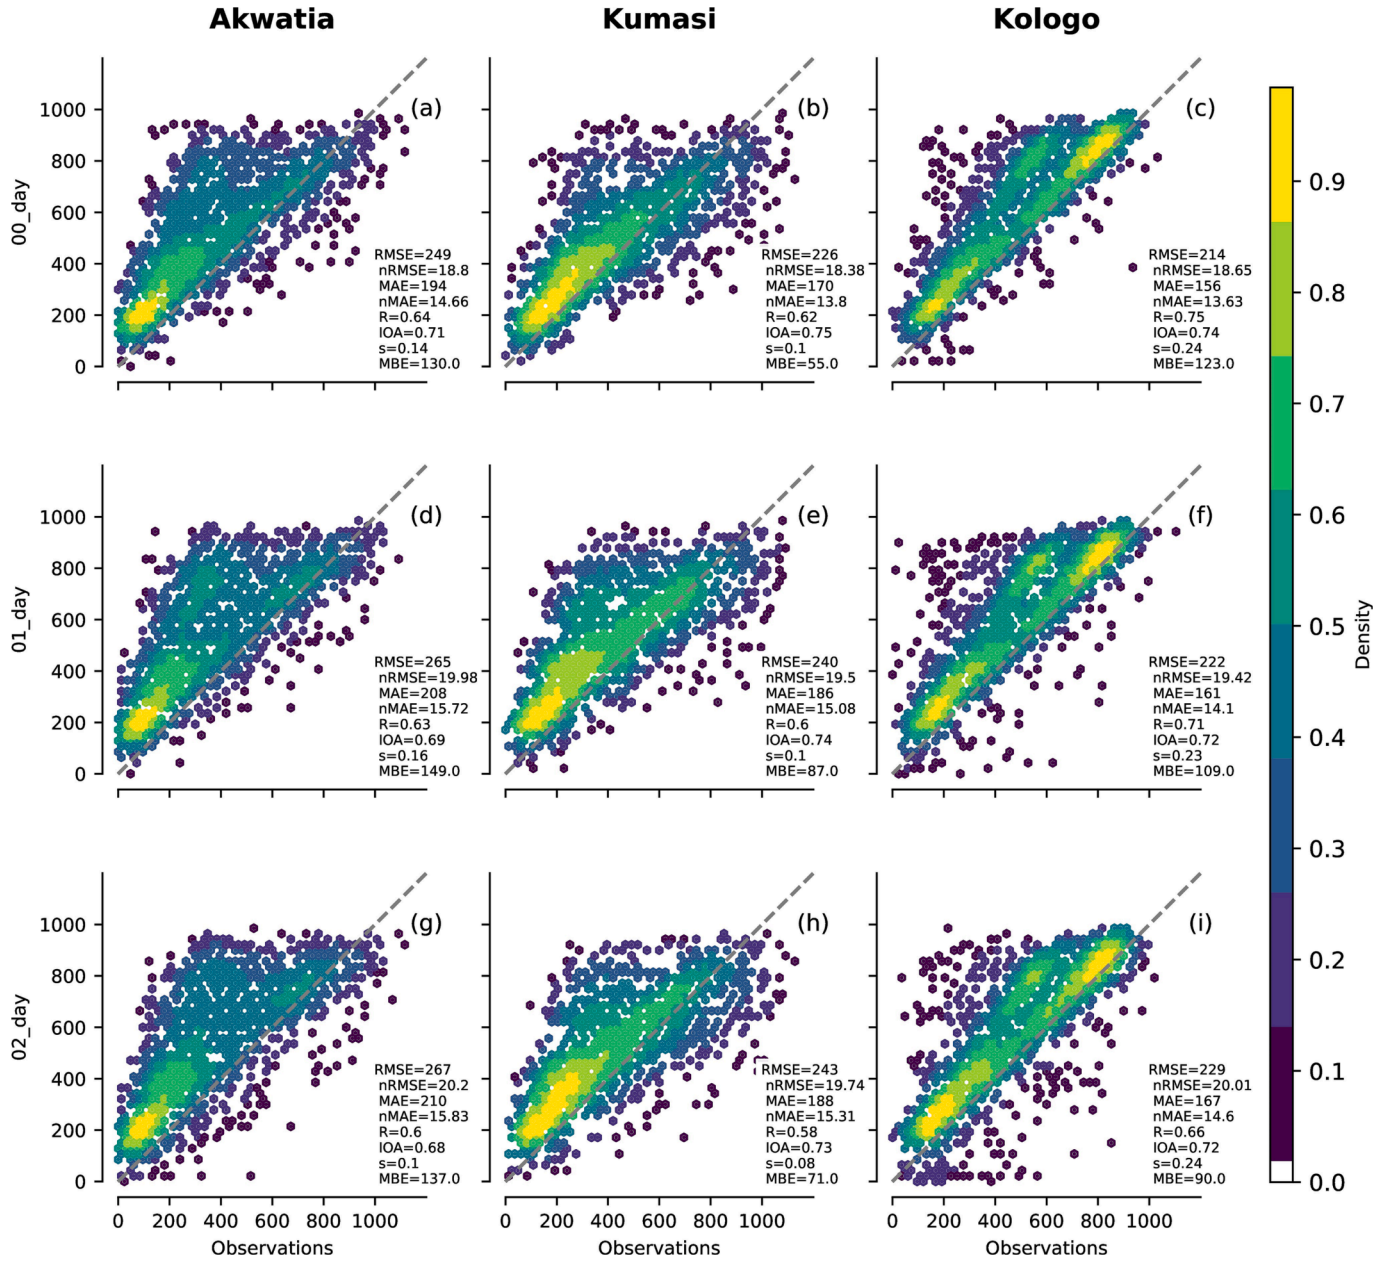 Akwatia Kumasi Kologo
00_day
1000
800
600
400
200
0
(a)
RMSE=249
nRMSE=18.8
MAE=194
nMAE=14.66
R=0.64
IOA=0.71
s=0.14
MBE=130.0
(b)
RMSE=226
nRMSE=18.38
MAE=170
nMAE=13.8
R=0.62
IOA=0.75
s=0.1
MBE=55.0
(c)
RMSE=214
nRMSE=18.65
MAE=156
nMAE=13.63
R=0.75
IOA=0.74
s=0.24
MBE=123.0
01_day
1000
800
600
400
200
0
(d)
RMSE=265
nRMSE=19.98
MAE=208
nMAE=15.72
R=0.63
IOA=0.69
s=0.16
MBE=149.0
(e)
RMSE=240
nRMSE=19.5
MAE=186
nMAE=15.08
R=0.6
IOA=0.74
s=0.1
MBE=87.0
(f)
RMSE=222
nRMSE=19.42
MAE=161
nMAE=14.1
R=0.71
IOA=0.72
s=0.23
MBE=109.0
02_day
1000
800
600
400
200
0
(g)
RMSE=267
nRMSE=20.2
MAE=210
nMAE=15.83
R=0.6
IOA=0.68
s=0.1
MBE=137.0
(h)
RMSE=243
nRMSE=19.74
MAE=188
nMAE=15.31
R=0.58
IOA=0.73
s=0.08
MBE=71.0
(i)
RMSE=229
nRMSE=20.01
MAE=167
nMAE=14.6
R=0.66
IOA=0.72
s=0.24
MBE=90.0
0 200 400 600 800 1000
Observations
0 200 400 600 800 1000
Observations
0 200 400 600 800 1000
Observations
0.9
0.8
0.7
0.6
0.5
0.4
0.3
0.2
0.1
0.0
Density